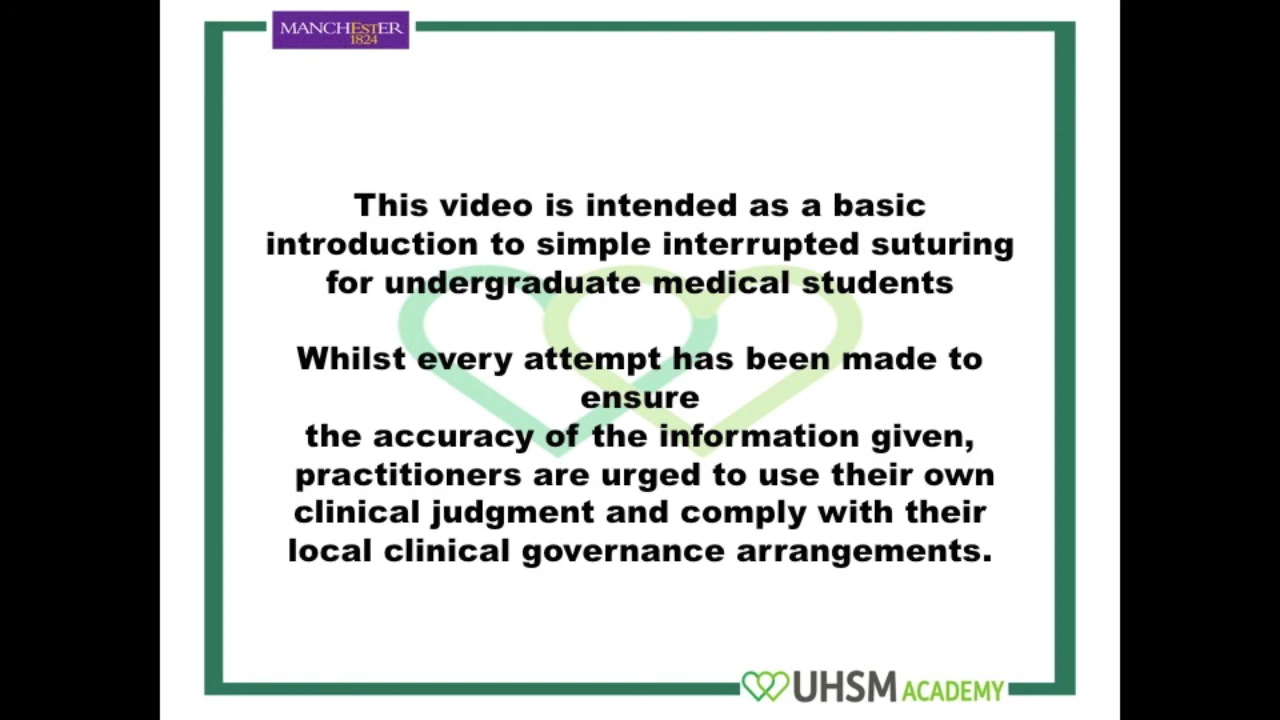 MANCHESTER
1824
This video is intended as a basic
introduction to simple interrupted suturing
for undergraduate medical students
Whilst every attempt has been made to
ensure
the accuracy of the information given,
practitioners are urged to use their own
clinical judgment and comply with their
local clinical governance arrangements.
UHSM ACADEMY